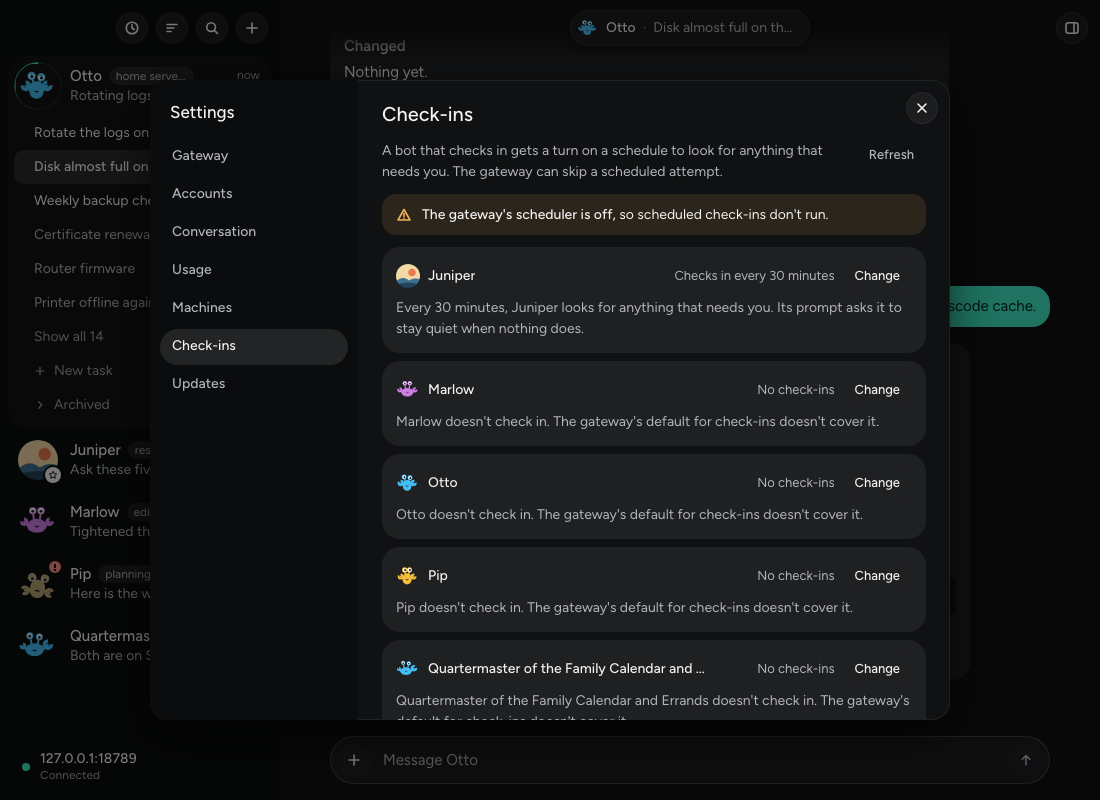 Otto · Disk almost full on th...
Changed
Nothing yet.
Otto home serve... now
Rotating logs
Rotate the logs on
Disk almost full on
Weekly backup che
Certificate renewa
Router firmware
Printer offline again
Show all 14
+ New task
Archived
Juniper res
Ask these fiv
Marlow edi
Tightened th
Pip planning
Here is the w
Quartermas
Both are on S
127.0.0.1:18789
Connected
Settings
Gateway
Accounts
Conversation
Usage
Machines
Check-ins
Updates
Check-ins
A bot that checks in gets a turn on a schedule to look for anything that
needs you. The gateway can skip a scheduled attempt.
Refresh
The gateway's scheduler is off, so scheduled check-ins don't run.
Juniper Checks in every 30 minutes Change
Every 30 minutes, Juniper looks for anything that needs you. Its prompt asks it to
stay quiet when nothing does.
Marlow No check-ins Change
Marlow doesn't check in. The gateway's default for check-ins doesn't cover it.
Otto No check-ins Change
Otto doesn't check in. The gateway's default for check-ins doesn't cover it.
Pip No check-ins Change
Pip doesn't check in. The gateway's default for check-ins doesn't cover it.
Quartermaster of the Family Calendar and ... No check-ins Change
Quartermaster of the Family Calendar and Errands doesn't check in. The gateway's
default for check-ins doesn't cover it.
scode cache.
Message Otto